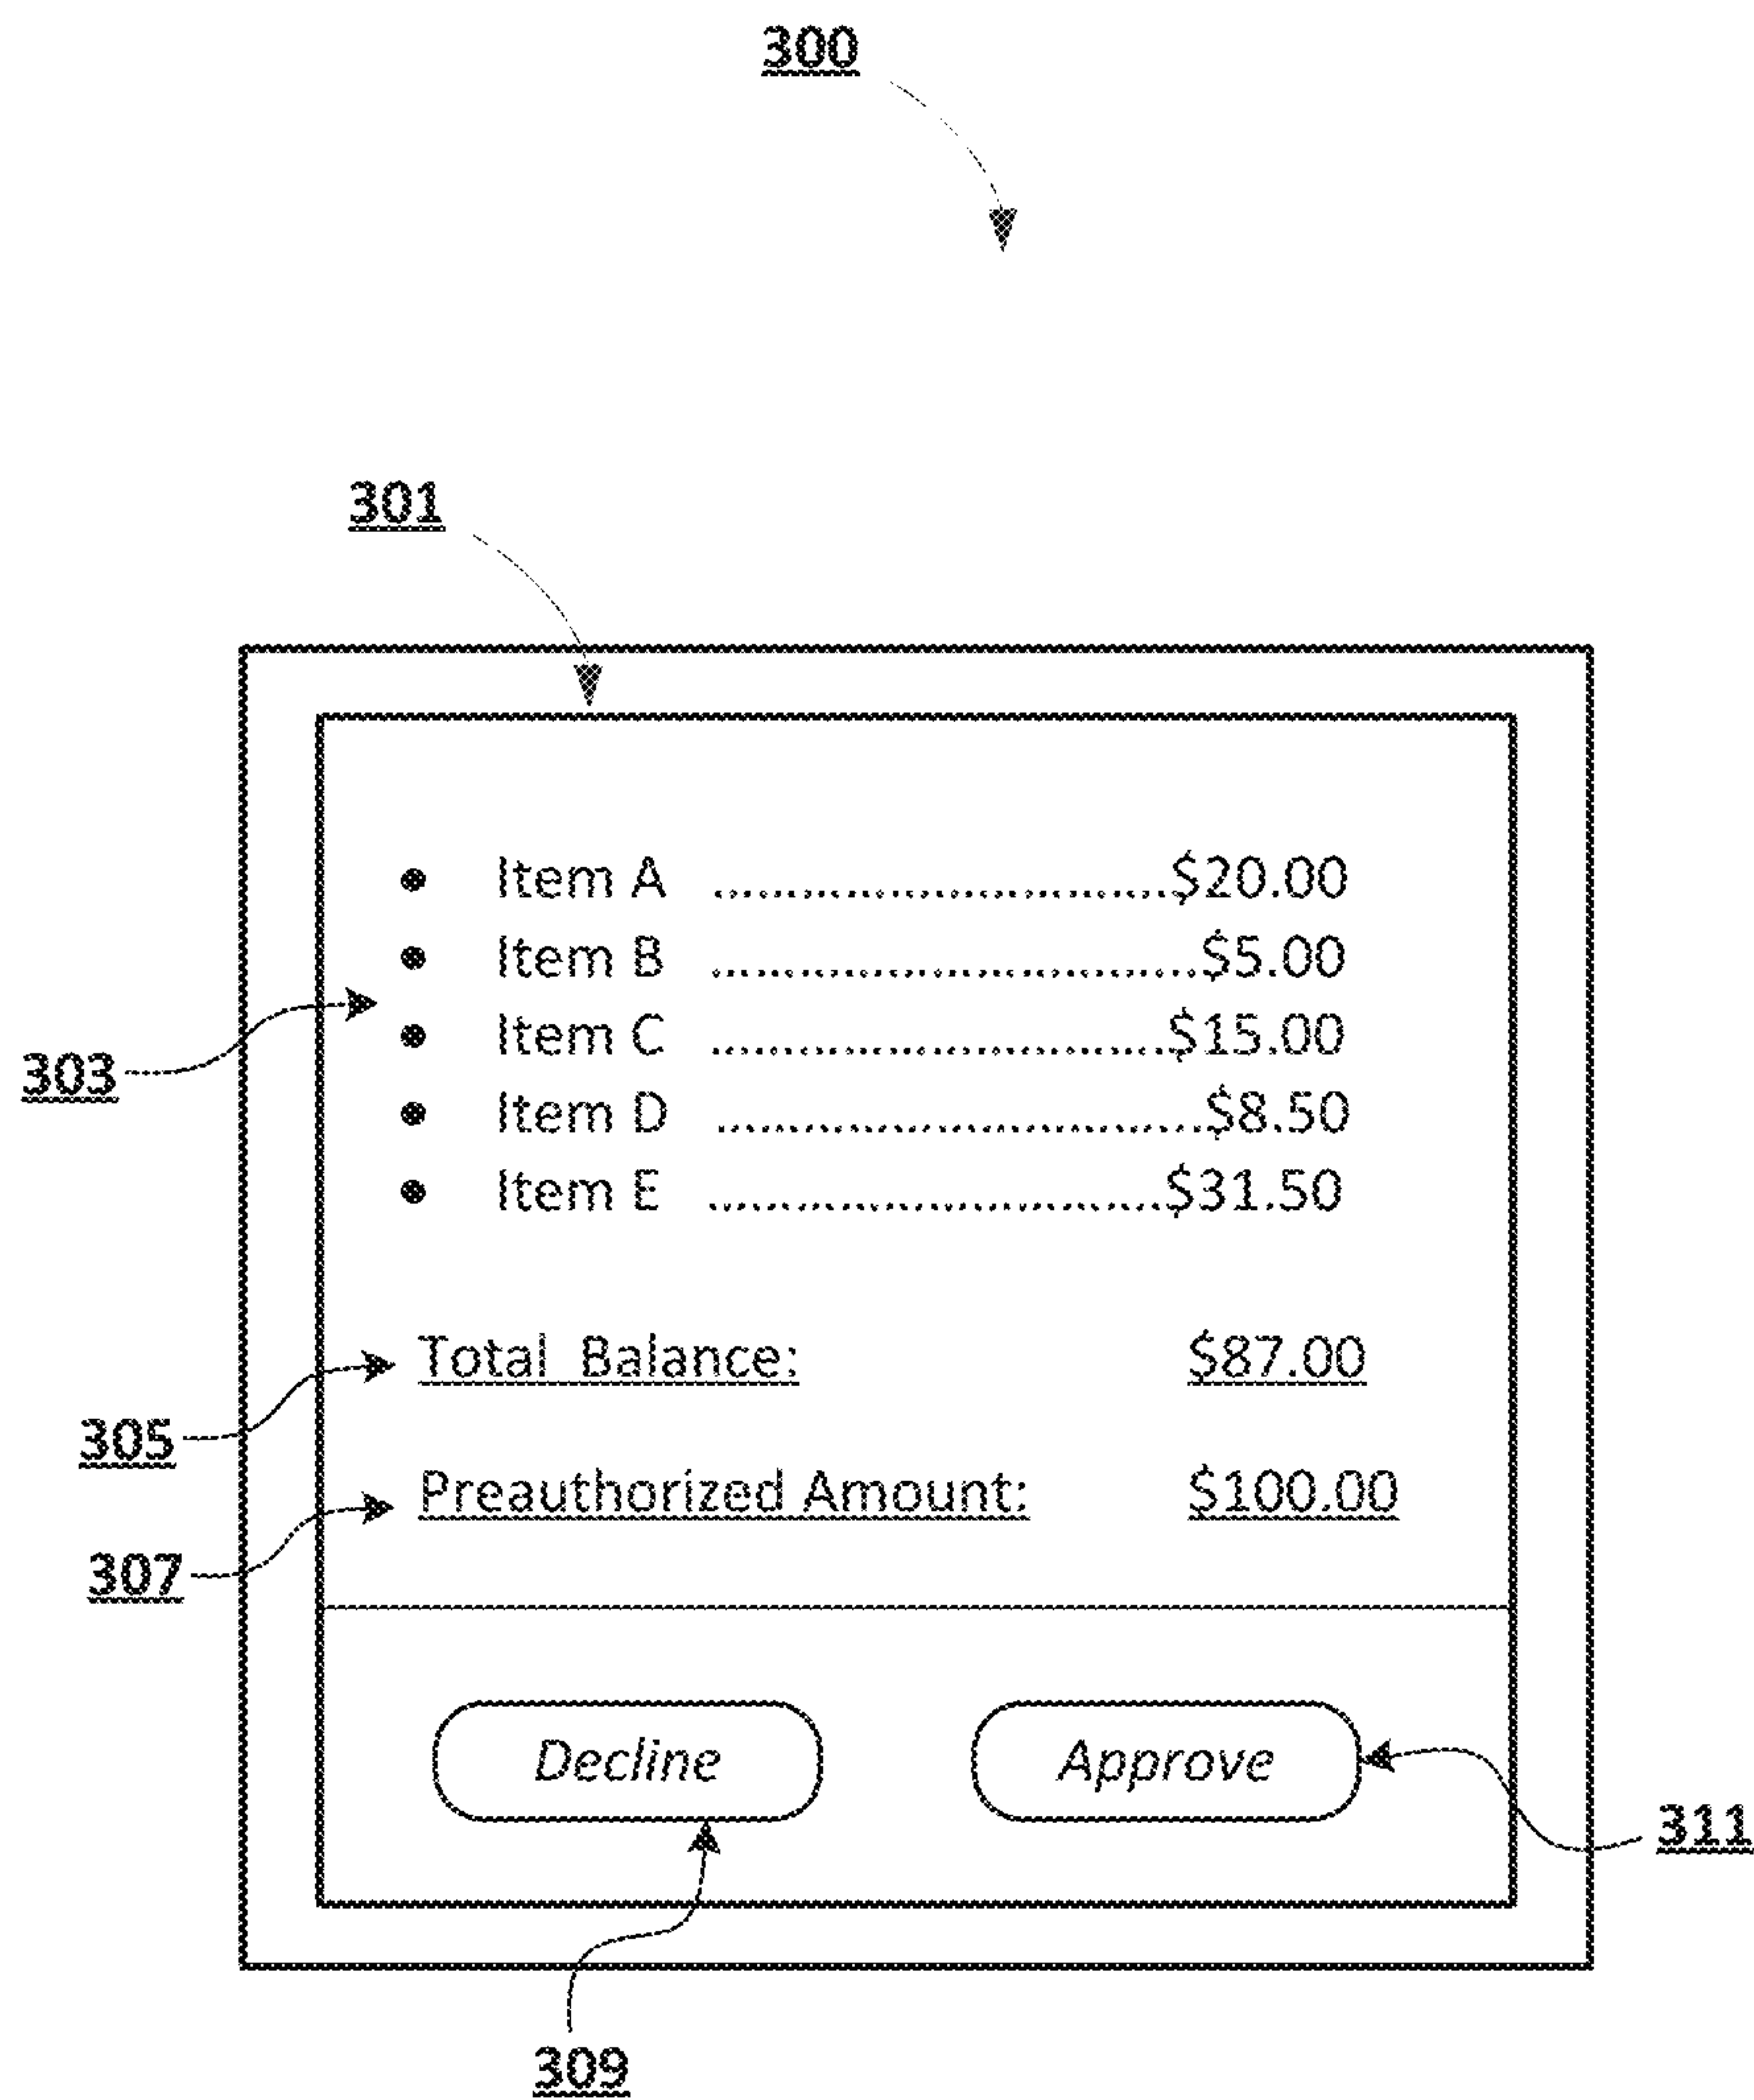 300
301
• Item A ..............................$20.00
• Item B ................................$5.00
• Item C ..............................$15.00
303
• Item D ................................$8.50
• Item E ..............................$31.50
Total Balance: $87.00
305
Preauthorized Amount: $100.00
307
Decline Approve
311
309